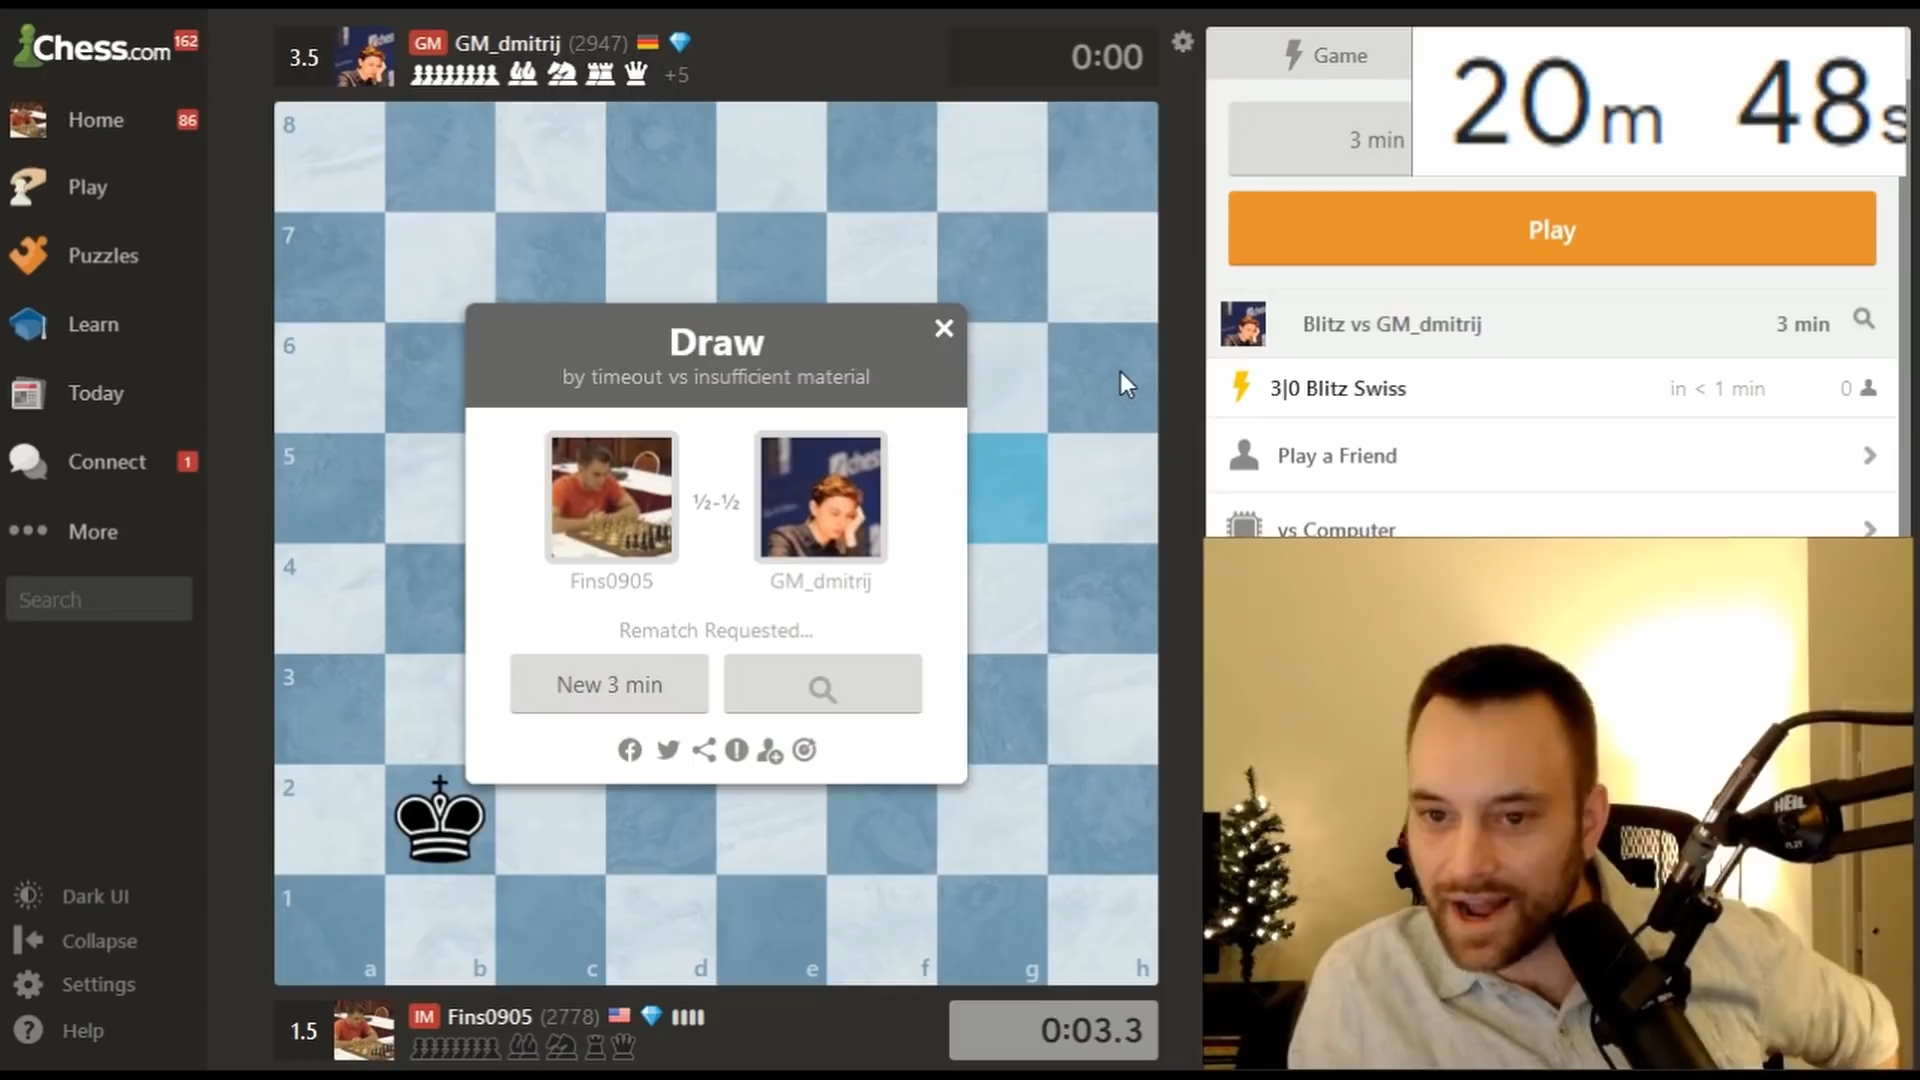 Chess.com 162
3.5
GM GM_dmitrij (2947)
+5
0:00
Home 86
Play
Puzzles
Learn
Today
Connect 1
More
Search
Dark UI
Collapse
Settings
Help
8
7
6
5
4
3
2
1
a b c d e f g h
Draw
by timeout vs insufficient material
½-½
Fins0905
GM_dmitrij
Rematch Requested...
New 3 min
1.5
IM Fins0905 (2778)
0:03.3
Game
20m 48s
3 min
Play
Blitz vs GM_dmitrij 3 min
3|0 Blitz Swiss in < 1 min 0
Play a Friend
vs Computer
HEIL